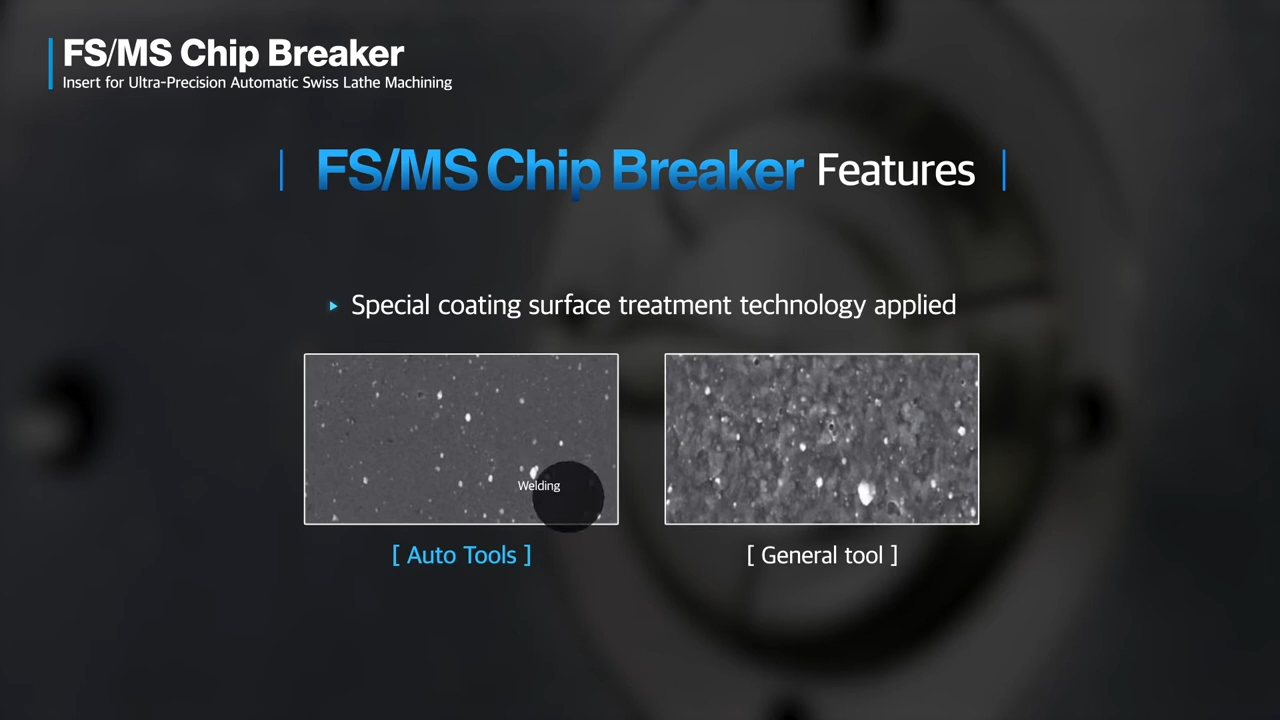 FS/MS Chip Breaker
Insert for Ultra-Precision Automatic Swiss Lathe Machining
FS/MS Chip Breaker Features
Special coating surface treatment technology applied
Welding
[ Auto Tools ]
[ General tool ]